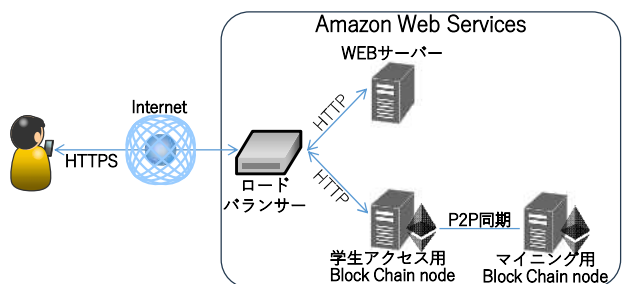 Amazon Web Services
WEBサーバー
Internet
HTTPS
HTTP
HTTP
ロード
バランサー
P2P同期
学生アクセス用
Block Chain node
マイニング用
Block Chain node